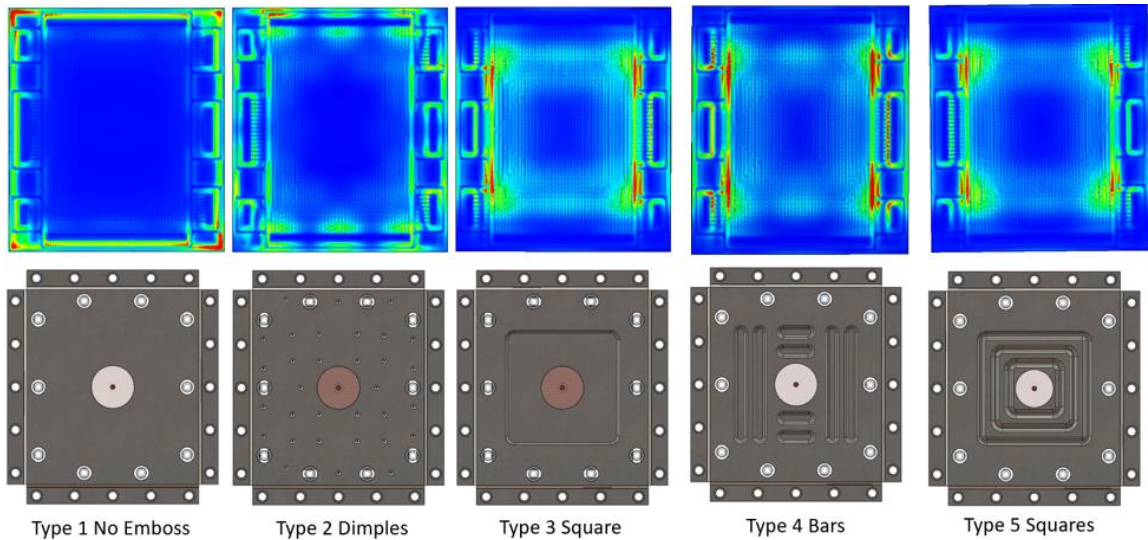 Type 1 No Emboss
Type 2 Dimples
Type 3 Square
Type 4 Bars
Type 5 Squares